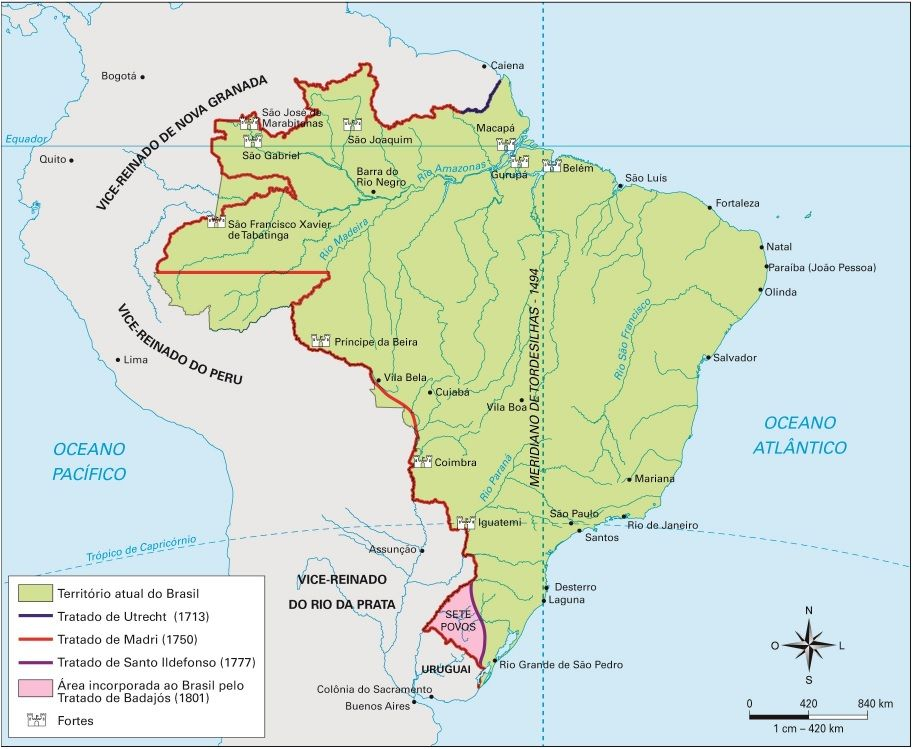 Bogotá
VICE-REINADO DE NOVA GRANADA
Caiena
São José de
Marabitanas
São Joaquim
Macapá
Equador
São Gabriel
Quito
Barra do
Rio Negro
Rio Amazonas
Gurupá
Belém
São Luís
Fortaleza
São Francisco Xavier
de Tabatinga
Rio Madeira
Natal
Paraíba (João Pessoa)
Olinda
MERIDIANO DE TORDESILHAS - 1494
Rio São Francisco
VICE-REINADO DO PERU
Lima
Príncipe da Beira
Salvador
Vila Bela
Cuiabá
Vila Boa
OCEANO
PACÍFICO
OCEANO
ATLÂNTICO
Coimbra
Rio Paraná
Mariana
Iguatemi
São Paulo
Rio de Janeiro
Santos
Trópico de Capricórnio
Assunção
VICE-REINADO
DO RIO DA PRATA
Desterro
Laguna
SETE
POVOS
URUGUAI
Rio Grande de São Pedro
Colônia do Sacramento
Buenos Aires
Território atual do Brasil
Tratado de Utrecht (1713)
Tratado de Madri (1750)
Tratado de Santo Ildefonso (1777)
Área incorporada ao Brasil pelo
Tratado de Badajós (1801)
Fortes
N
O L
S
0 420 840 km
1 cm – 420 km